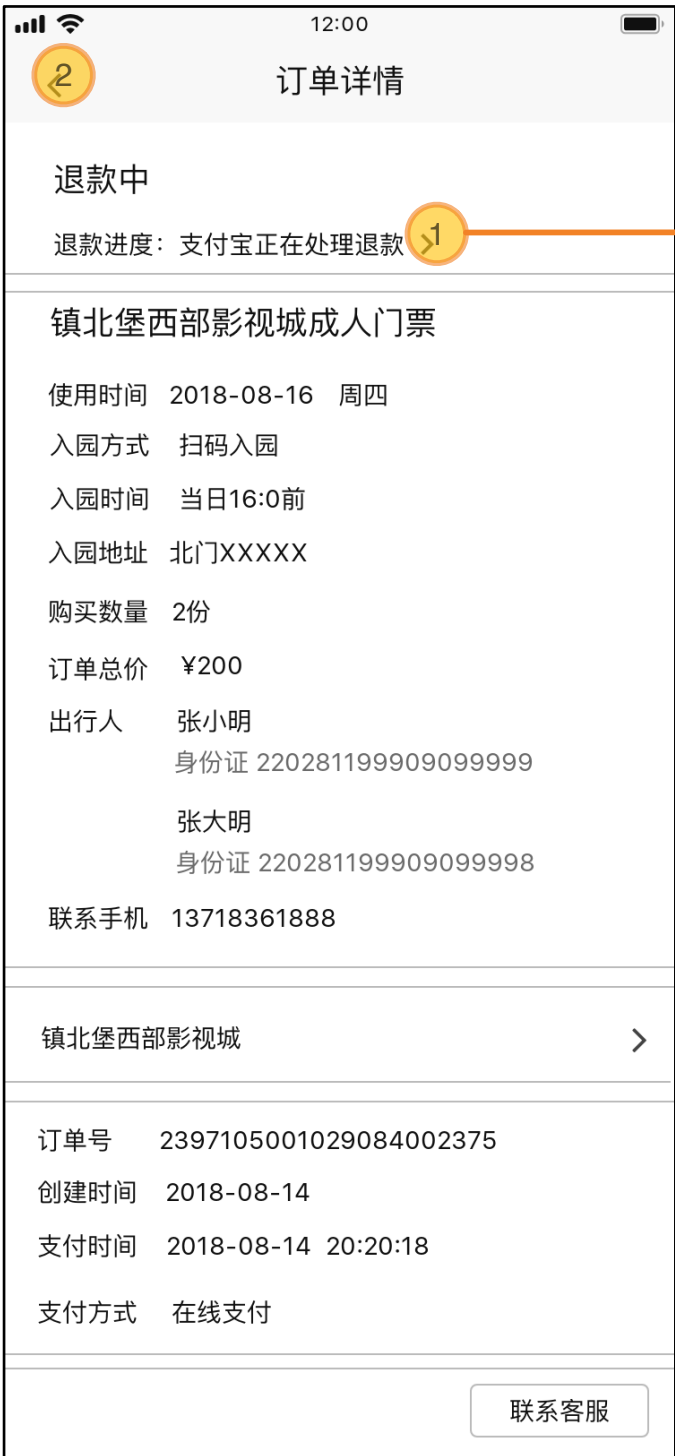 12:00
2
订单详情
退款中
退款进度：支付宝正在处理退款 1
镇北堡西部影视城成人门票
使用时间 2018-08-16 周四
入园方式 扫码入园
入园时间 当日16:0前
入园地址 北门XXXXX
购买数量 2份
订单总价 ¥200
出行人 张小明
身份证 220281199909099999
张大明
身份证 220281199909099998
联系手机 13718361888
镇北堡西部影视城
订单号 2397105001029084002375
创建时间 2018-08-14
支付时间 2018-08-14 20:20:18
支付方式 在线支付
联系客服